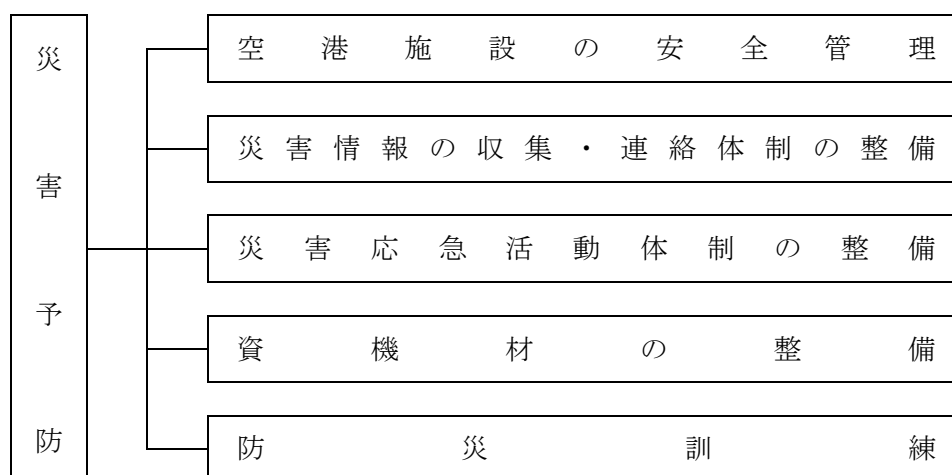 災害予防
空港施設の安全管理
災害情報の収集・連絡体制の整備
災害応急活動体制の整備
資機材の整備
防災訓練